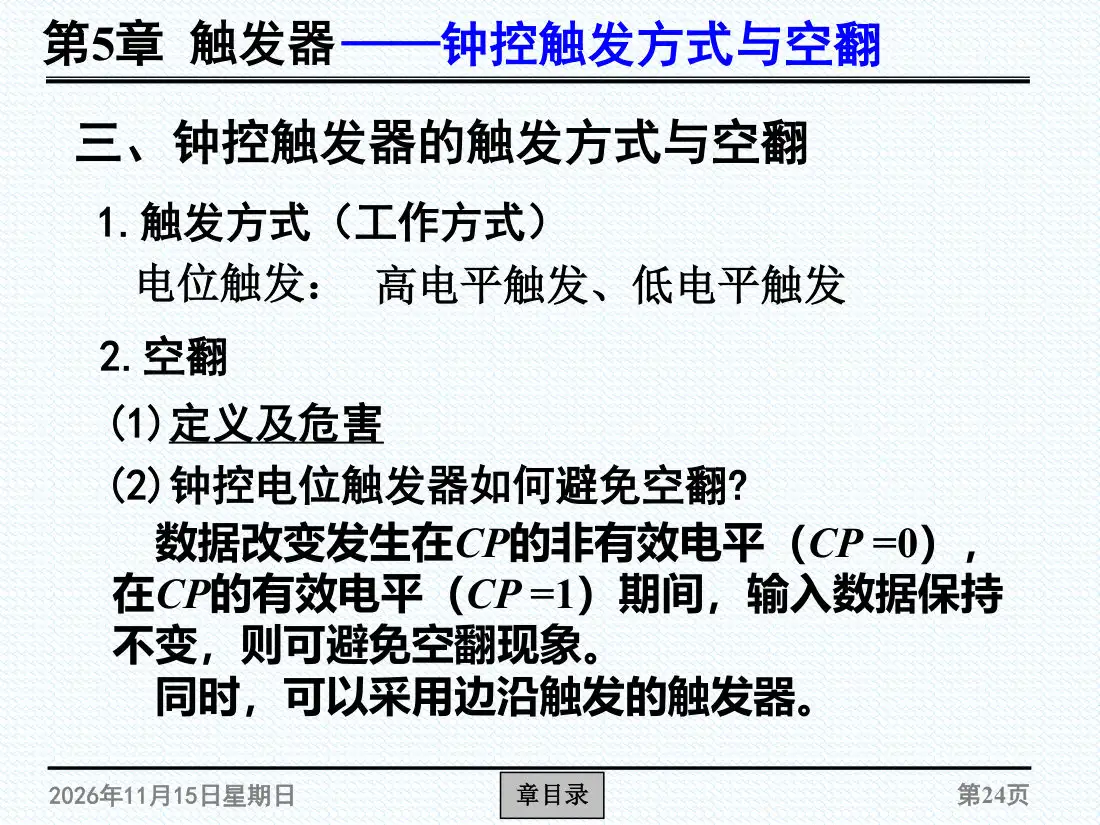 第5章 触发器——钟控触发方式与空翻
三、钟控触发器的触发方式与空翻
1.触发方式（工作方式）
电位触发： 高电平触发、低电平触发
2.空翻
(1)定义及危害
(2)钟控电位触发器如何避免空翻?
数据改变发生在CP的非有效电平（CP =0），
在CP的有效电平（CP =1）期间，输入数据保持
不变，则可避免空翻现象。
同时，可以采用边沿触发的触发器。
2026年11月15日星期日
章目录
第24页